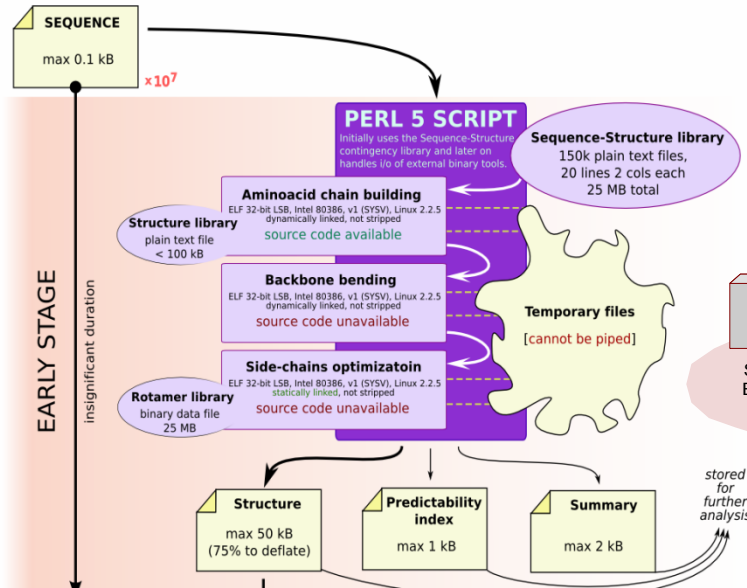 SEQUENCE
max 0.1 kB
×10⁷
PERL 5 SCRIPT
Initially uses the Sequence-Structure
contingency library and later on
handles i/o of external binary tools.
Sequence-Structure library
150k plain text files,
20 lines 2 cols each
25 MB total
Aminoacid chain building
ELF 32-bit LSB, Intel 80386, v1 (SYSV), Linux 2.2.5
dynamically linked, not stripped
source code available
Structure library
plain text file
< 100 kB
Backbone bending
ELF 32-bit LSB, Intel 80386, v1 (SYSV), Linux 2.2.5
dynamically linked, not stripped
source code unavailable
Temporary files
[cannot be piped]
Side-chains optimizatoin
ELF 32-bit LSB, Intel 80386, v1 (SYSV), Linux 2.2.5
statically linked, not stripped
source code unavailable
Rotamer library
binary data file
25 MB
EARLY STAGE
insignificant duration
Structure
max 50 kB
(75% to deflate)
Predictability
index
max 1 kB
Summary
max 2 kB
stored
for
further
analysis